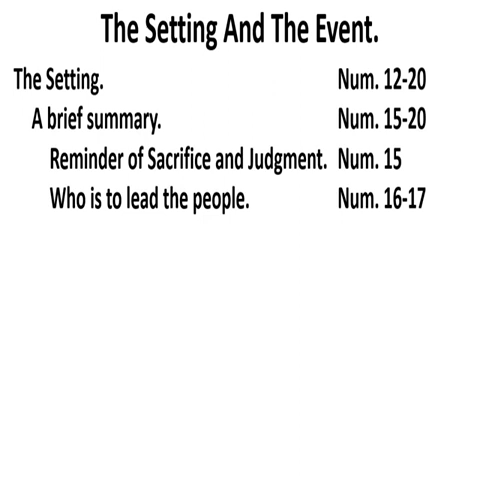 The Setting And The Event.
The Setting. Num. 12-20
A brief summary. Num. 15-20
Reminder of Sacrifice and Judgment. Num. 15
Who is to lead the people. Num. 16-17